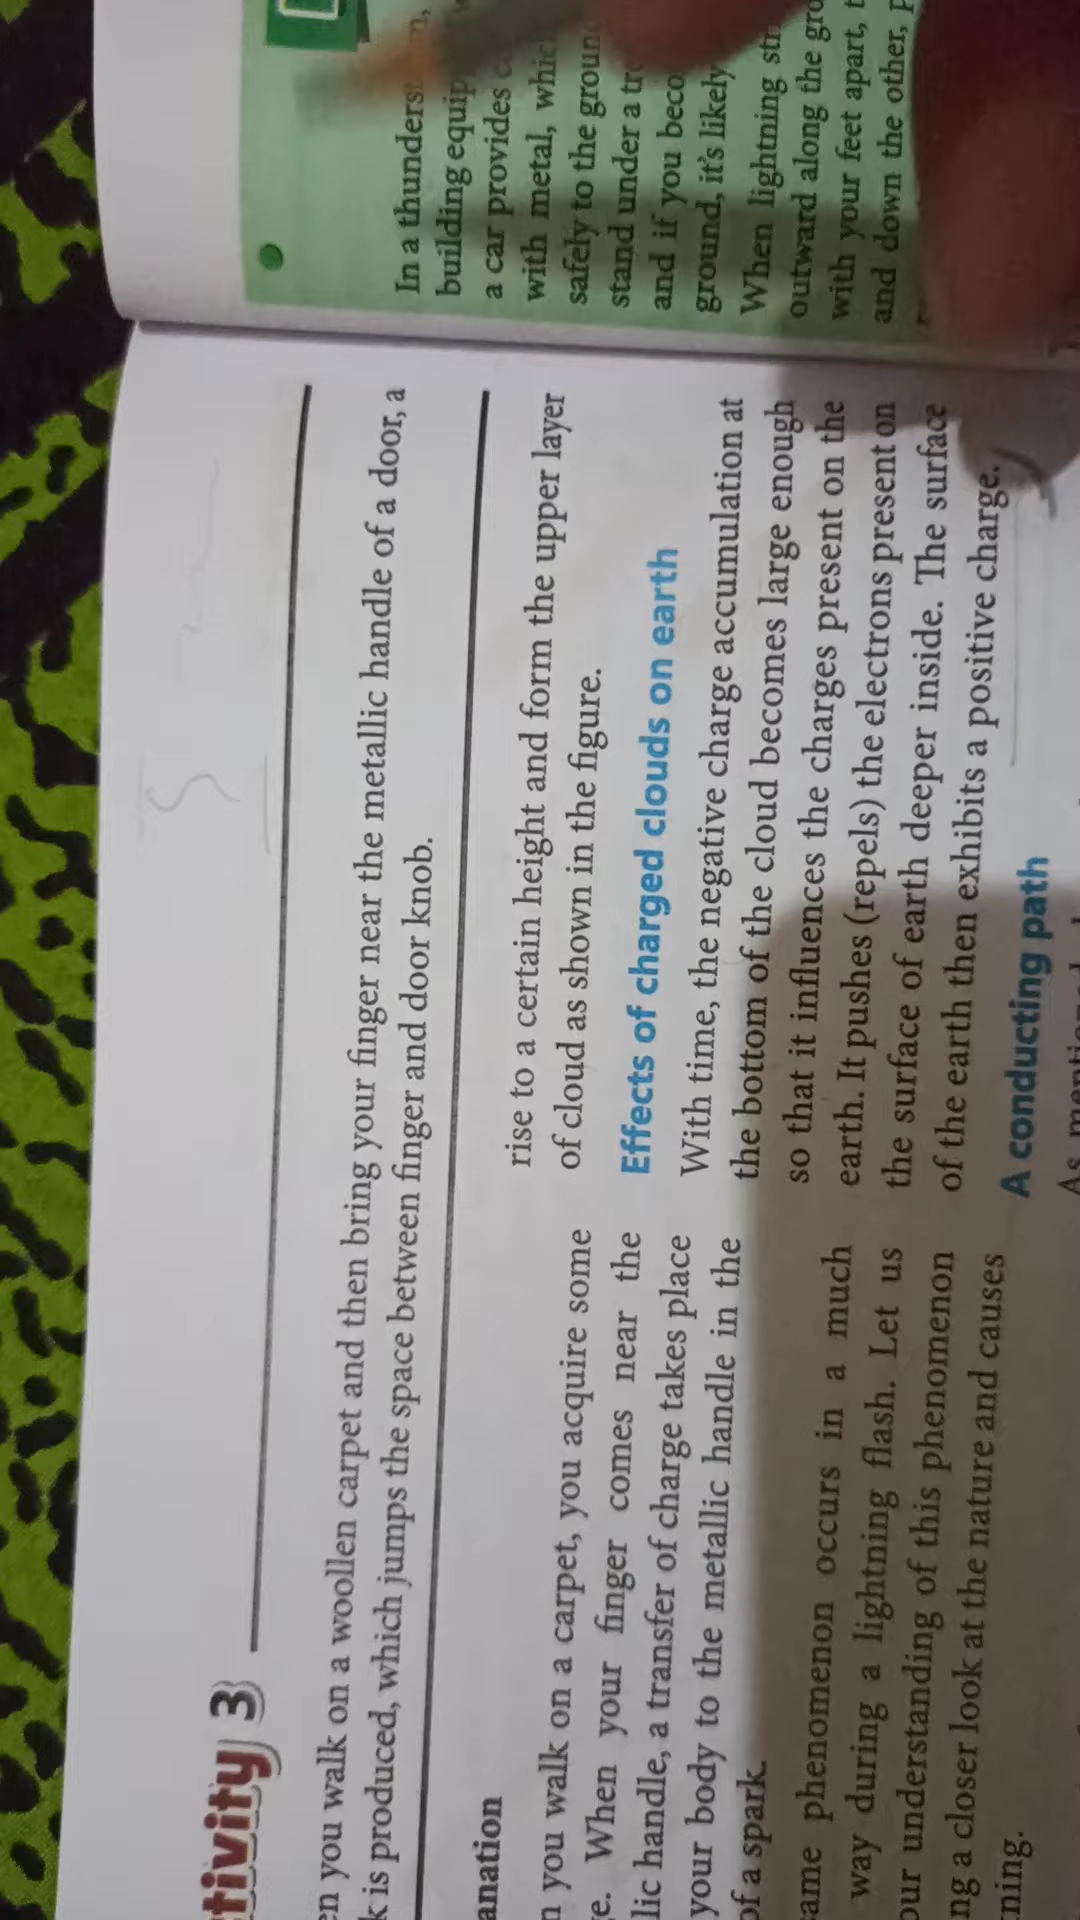 tivity 3
en you walk on a woollen carpet and then bring your finger near the metallic handle of a door, a
k is produced, which jumps the space between finger and door knob.
anation
n you walk on a carpet, you acquire some
e. When your finger comes near the
lic handle, a transfer of charge takes place
your body to the metallic handle in the
of a spark.
ame phenomenon occurs in a much
way during a lightning flash. Let us
our understanding of this phenomenon
ng a closer look at the nature and causes
tning.
rise to a certain height and form the upper layer
of cloud as shown in the figure.
Effects of charged clouds on earth
With time, the negative charge accumulation at
the bottom of the cloud becomes large enough
so that it influences the charges present on the
earth. It pushes (repels) the electrons present on
the surface of earth deeper inside. The surface
of the earth then exhibits a positive charge.
A conducting path
As
In a thunders
building equip
a car provides
with metal, whic
safely to the ground
stand under a tr
and if you beco
ground, it's likely
When lightning str
outward along the gro
with your feet apart, t
and down the other, p